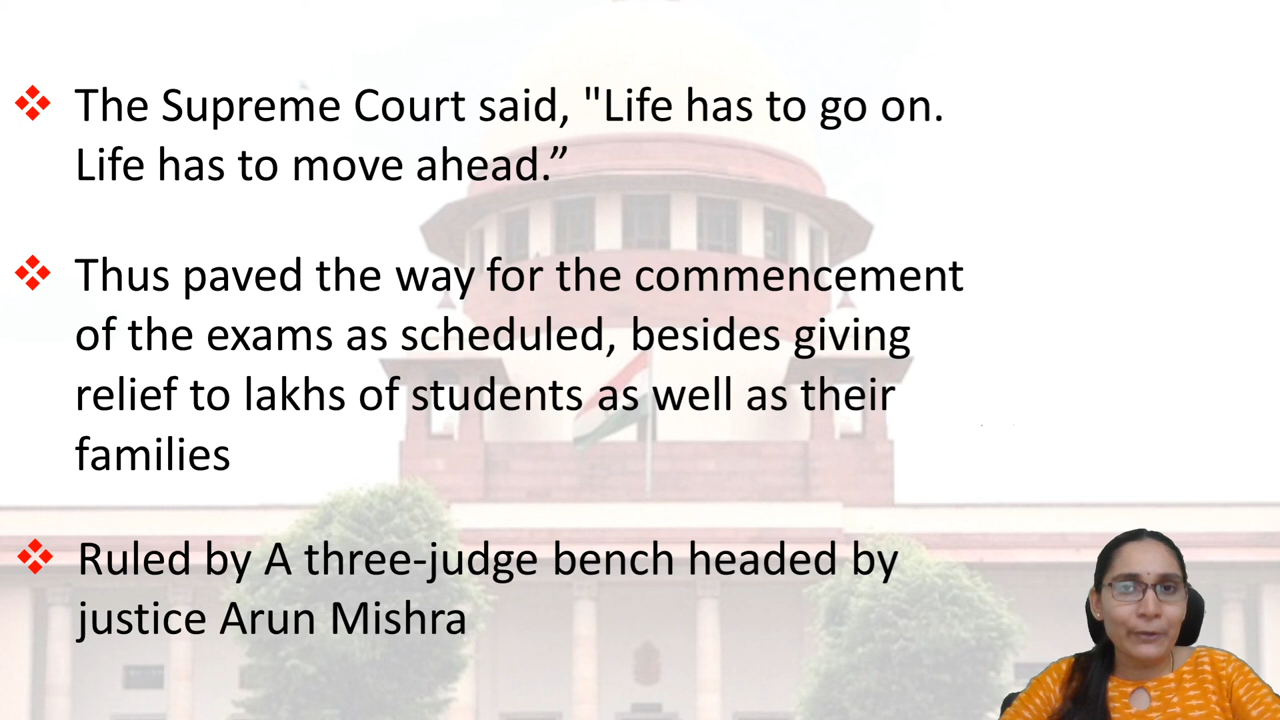 The Supreme Court said, "Life has to go on.
Life has to move ahead.”
Thus paved the way for the commencement
of the exams as scheduled, besides giving
relief to lakhs of students as well as their
families
Ruled by A three-judge bench headed by
justice Arun Mishra